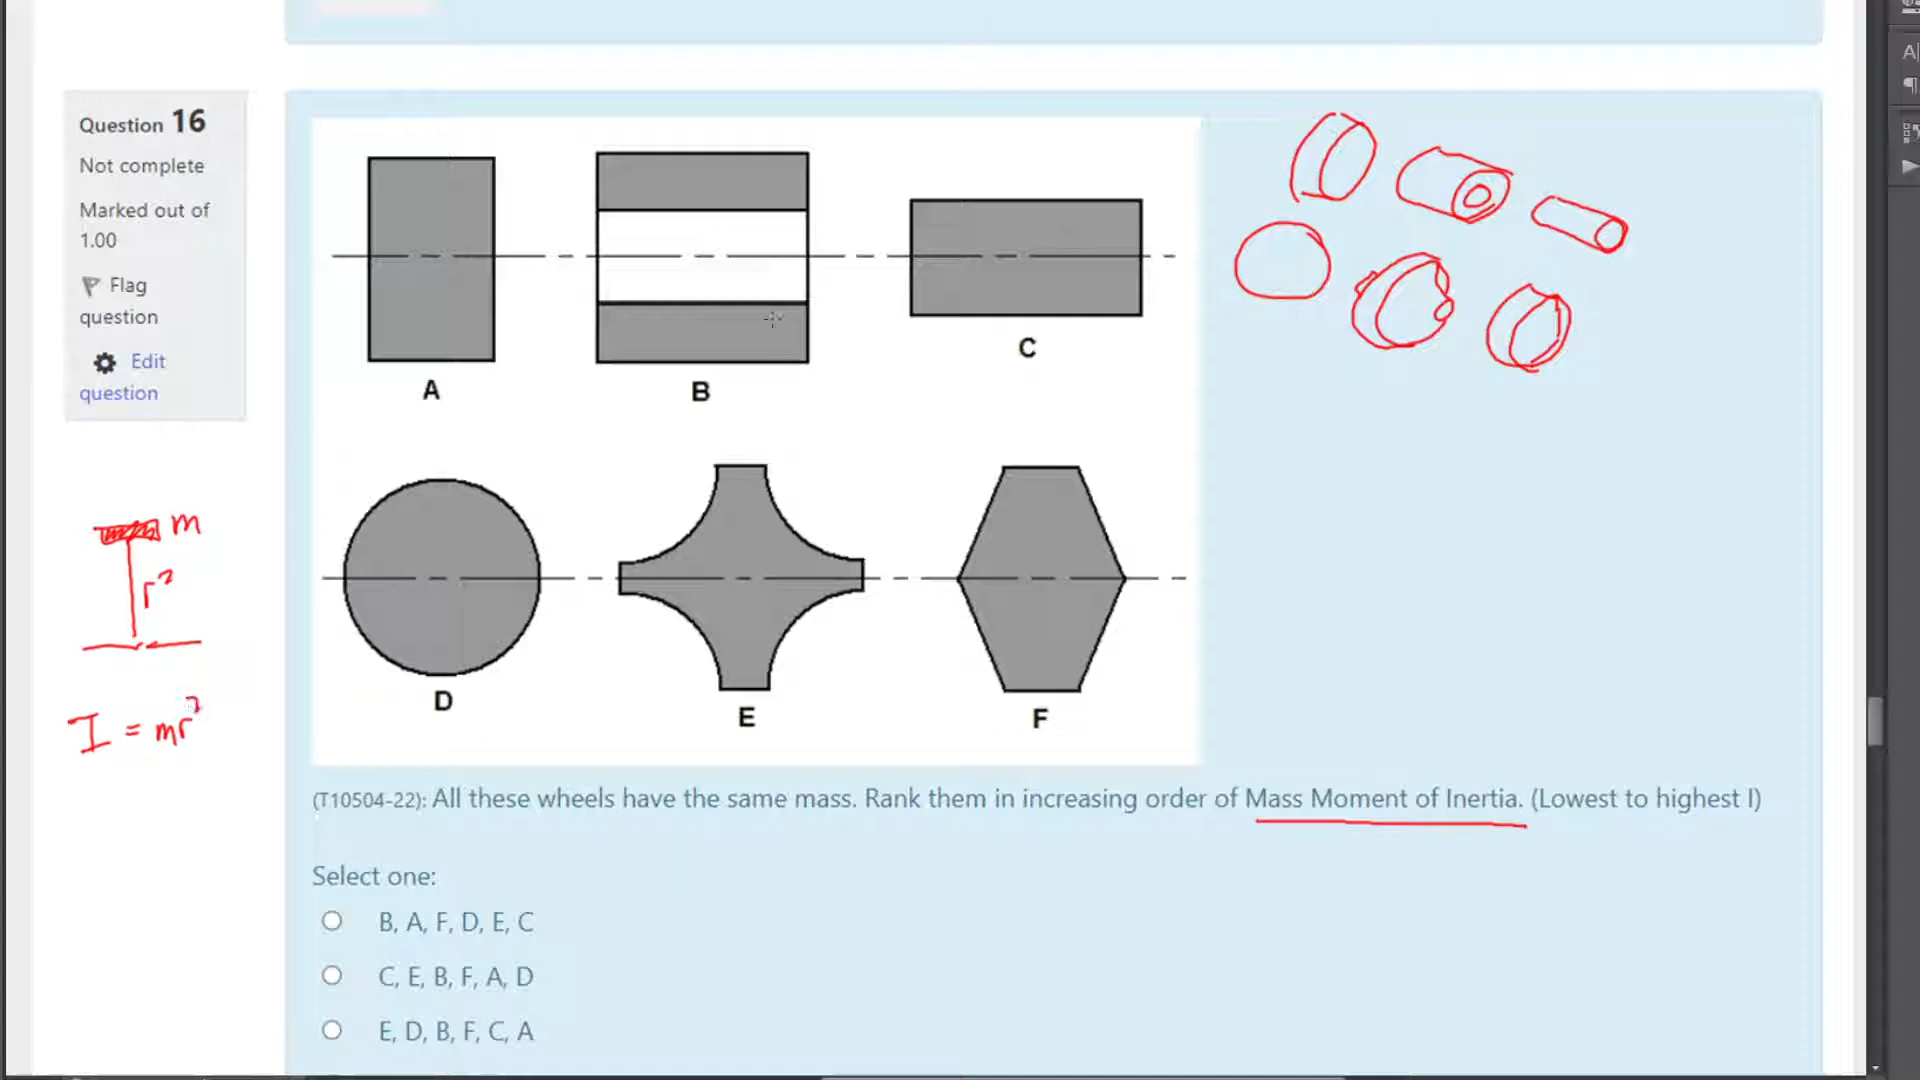 Question 16
Not complete
Marked out of
1.00
Flag
question
Edit
question
A
B
C
D
E
F
m
r²
I = mr²
(T10504-22): All these wheels have the same mass. Rank them in increasing order of Mass Moment of Inertia. (Lowest to highest I)
Select one:
B, A, F, D, E, C
C, E, B, F, A, D
E, D, B, F, C, A